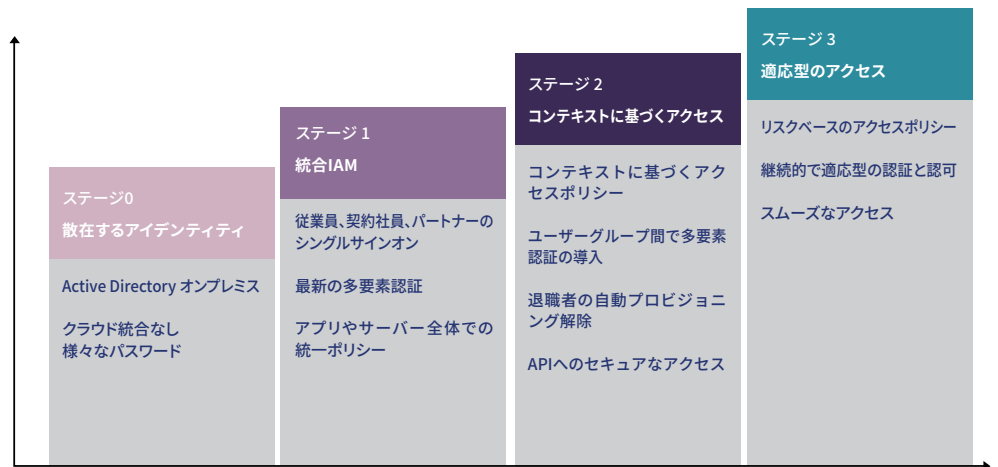 ステージ0
散在するアイデンティティ
Active Directory オンプレミス
クラウド統合なし
様々なパスワード
ステージ 1
統合IAM
従業員、契約社員、パートナーの
シングルサインオン
最新の多要素認証
アプリやサーバー全体での
統一ポリシー
ステージ 2
コンテキストに基づくアクセス
コンテキストに基づくアク
セスポリシー
ユーザーグループ間で多要素
認証の導入
退職者の自動プロビジョニ
ング解除
APIへのセキュアなアクセス
ステージ 3
適応型のアクセス
リスクベースのアクセスポリシー
継続的で適応型の認証と認可
スムーズなアクセス